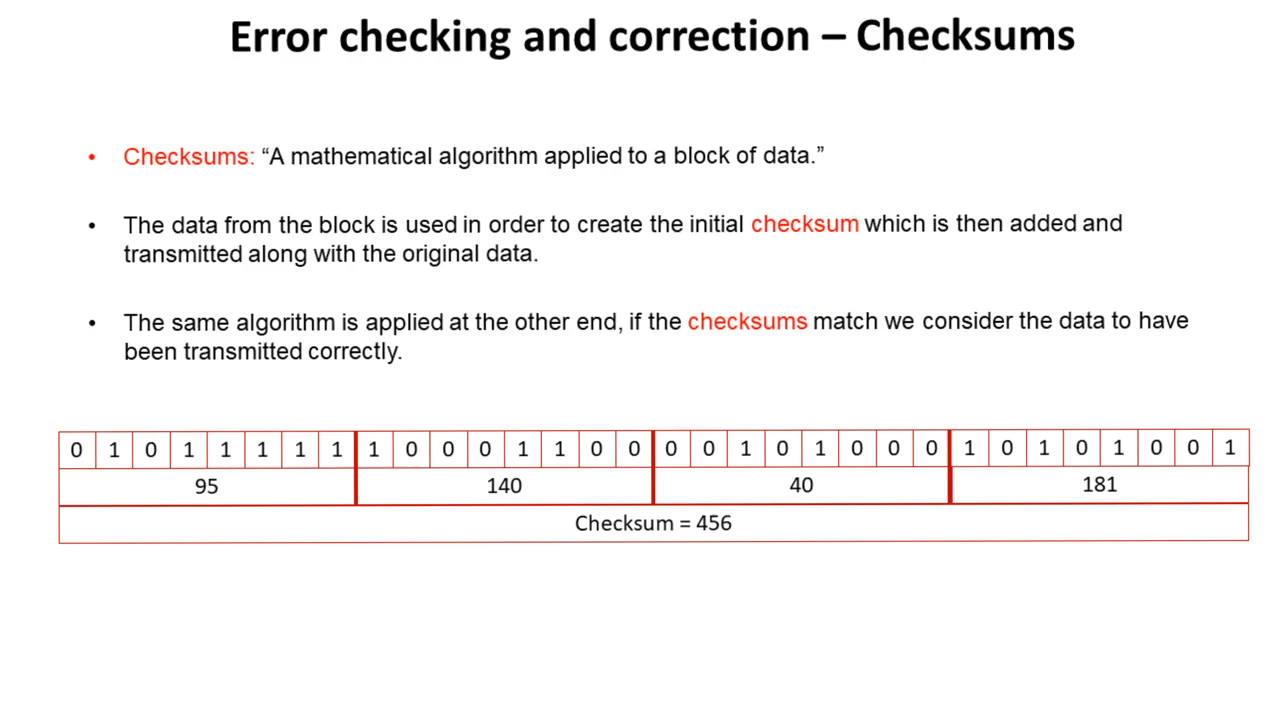 Error checking and correction – Checksums
• Checksums: “A mathematical algorithm applied to a block of data.”
• The data from the block is used in order to create the initial checksum which is then added and
transmitted along with the original data.
• The same algorithm is applied at the other end, if the checksums match we consider the data to have
been transmitted correctly.
0 1 0 1 1 1 1 1 1 0 0 0 1 1 0 0 0 0 1 0 1 0 0 0 1 0 1 0 1 0 0 1
95 140 40 181
Checksum = 456